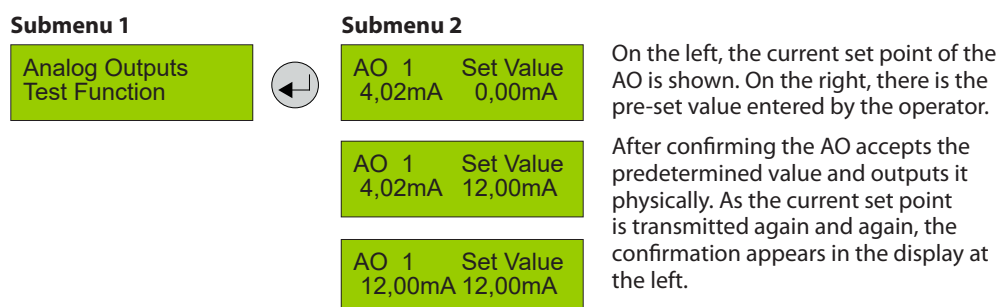 Submenu 1
Analog Outputs
Test Function
Submenu 2
AO 1 Set Value
4,02mA 0,00mA
AO 1 Set Value
4,02mA 12,00mA
AO 1 Set Value
12,00mA 12,00mA
On the left, the current set point of the
AO is shown. On the right, there is the
pre-set value entered by the operator.
After confirming the AO accepts the
predetermined value and outputs it
physically. As the current set point
is transmitted again and again, the
confirmation appears in the display at
the left.